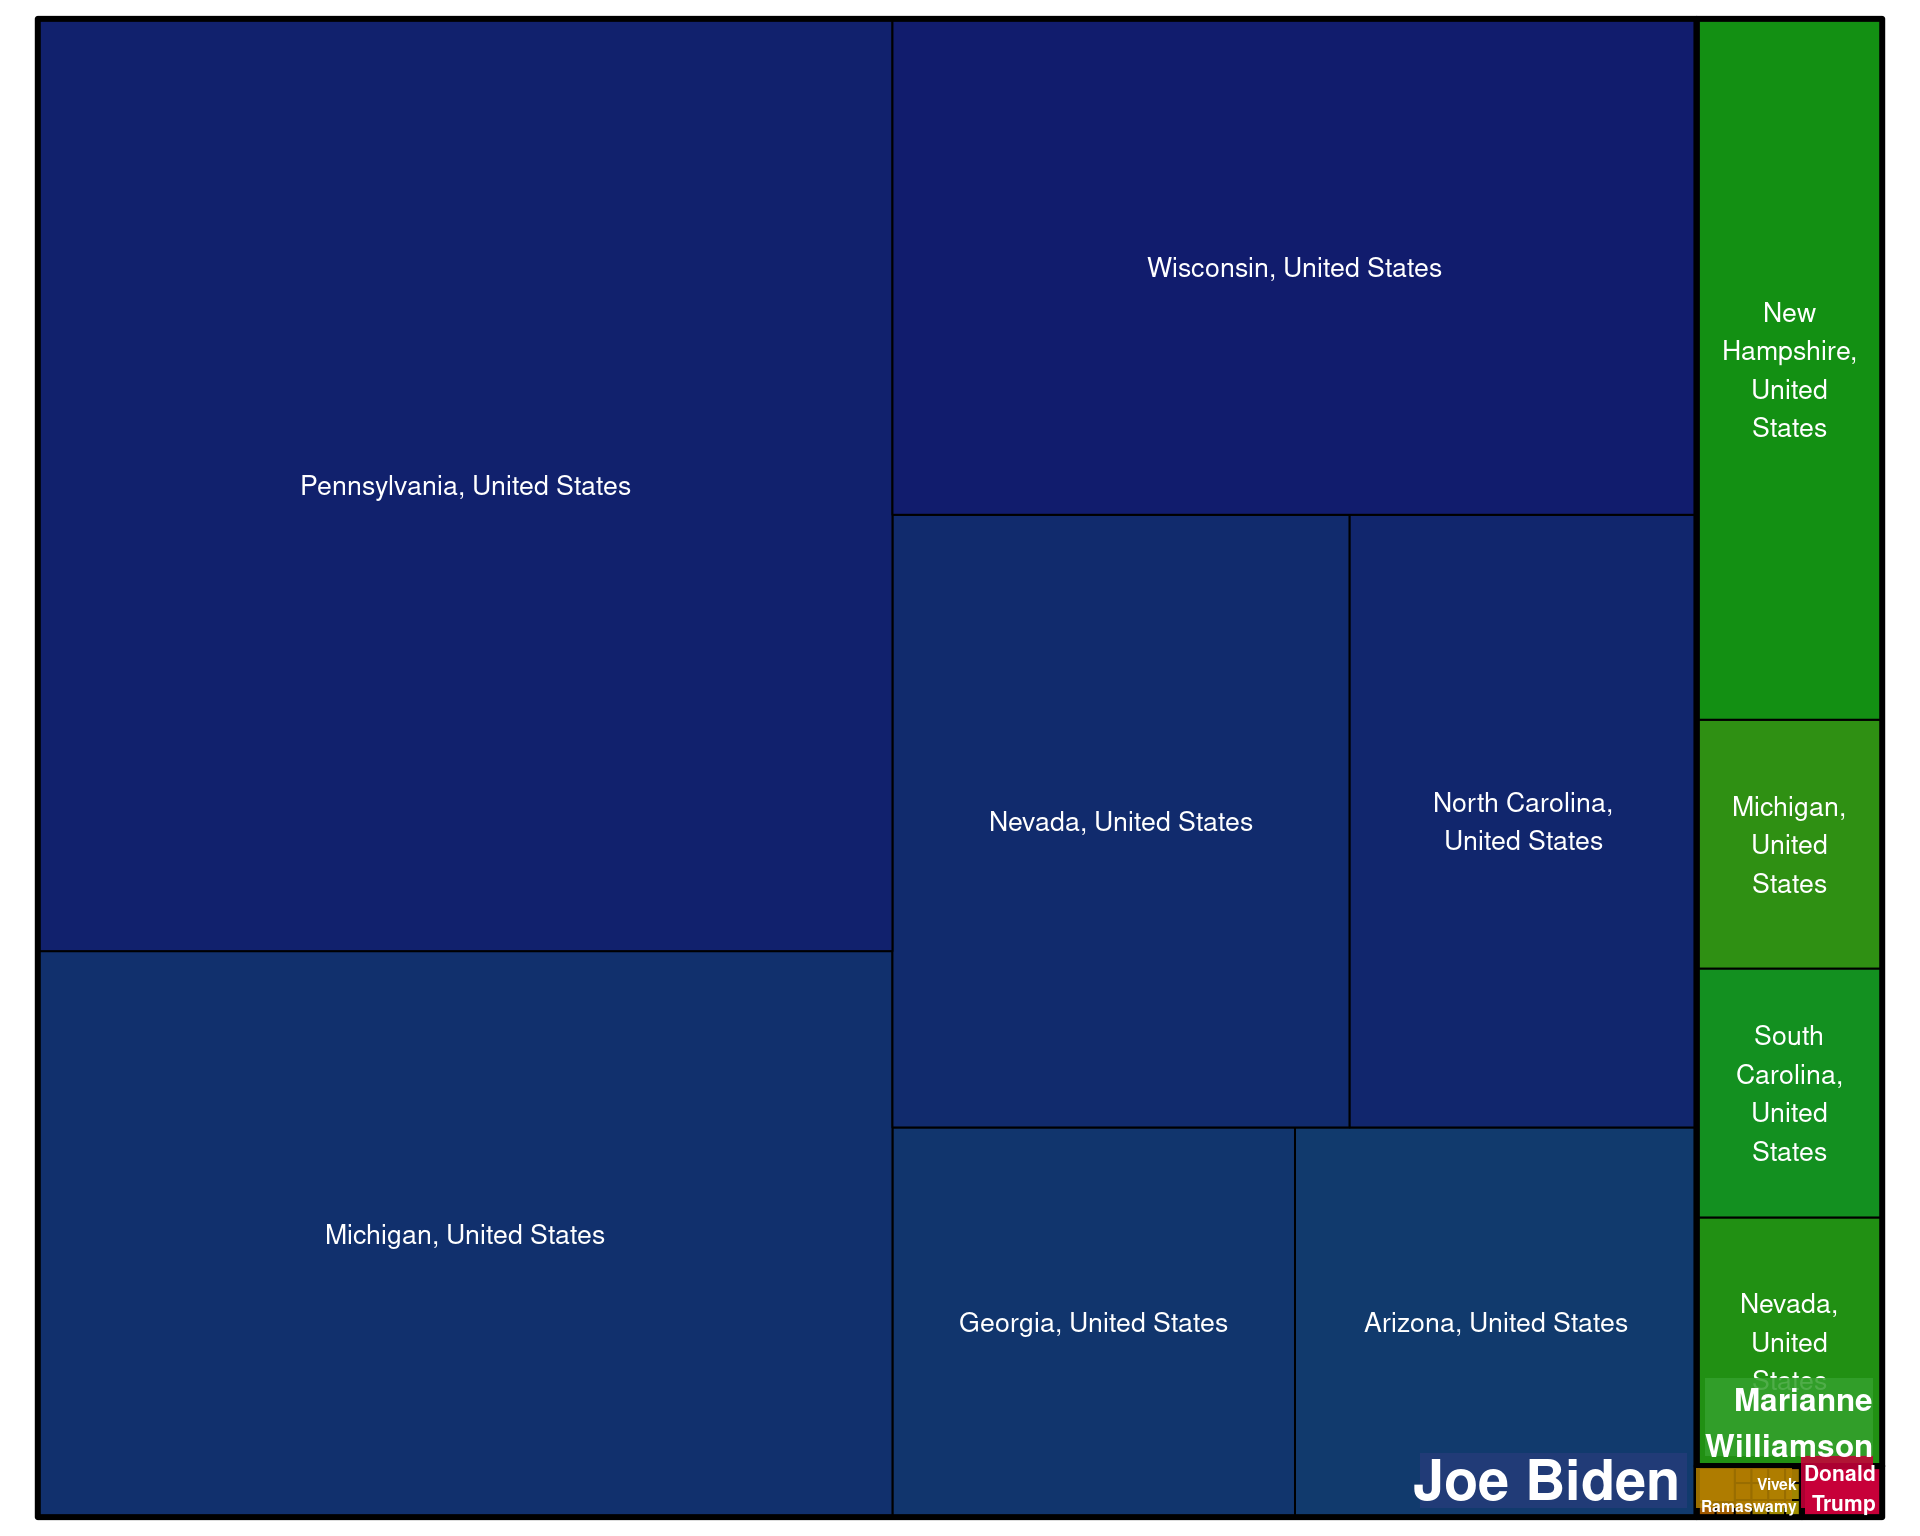 Pennsylvania, United States
Wisconsin, United States
New
Hampshire,
United
States
Nevada, United States
North Carolina,
United States
Michigan,
United
States
South
Carolina,
United
States
Michigan, United States
Georgia, United States
Arizona, United States
Nevada,
United
States
Marianne
Williamson
Joe Biden
Vivek
Ramaswamy
Donald
Trump